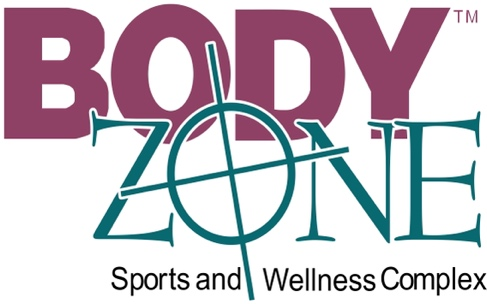 BODY™
ZONE
Sports and Wellness Complex